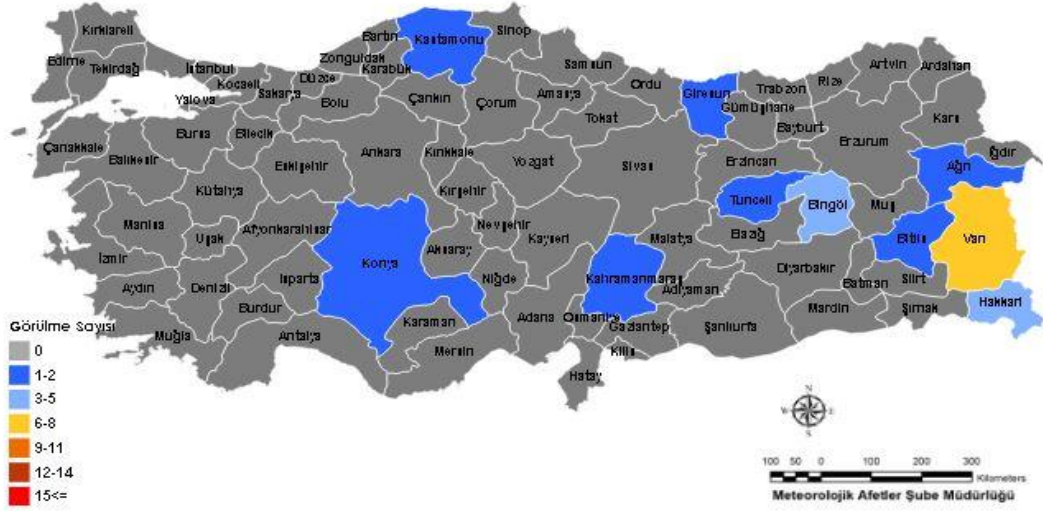 Kırklareli
Edirne
Tekirdağ
İstanbul
Kocaeli
Yalova
Sakarya
Düzce
Zonguldak
Bartın
Karabük
Kastamonu
Sinop
Samsun
Ordu
Giresun
Trabzon
Rize
Artvin
Ardahan
Gümüşhane
Bayburt
Kars
Iğdır
Erzurum
Ağrı
Bolu
Çankırı
Çorum
Amasya
Tokat
Çanakkale
Balıkesir
Bursa
Bilecik
Eskişehir
Kütahya
Ankara
Kırıkkale
Yozgat
Sivas
Erzincan
Tunceli
Bingöl
Muş
Bitlis
Van
Manisa
Uşak
Afyonkarahisar
Kırşehir
Nevşehir
Kayseri
Malatya
Elazığ
Diyarbakır
Batman
Siirt
Hakkari
İzmir
Aydın
Denizli
Isparta
Burdur
Konya
Aksaray
Niğde
Kahramanmaraş
Adıyaman
Mardin
Şırnak
Muğla
Antalya
Karaman
Mersin
Adana
Osmaniye
Gaziantep
Kilis
Şanlıurfa
Hatay
Görülme Sayısı
0
1-2
3-5
6-8
9-11
12-14
15<=
N
W
E
S
100 50 0 100 200 300
Kilometers
Meteorolojik Afetler Şube Müdürlüğü